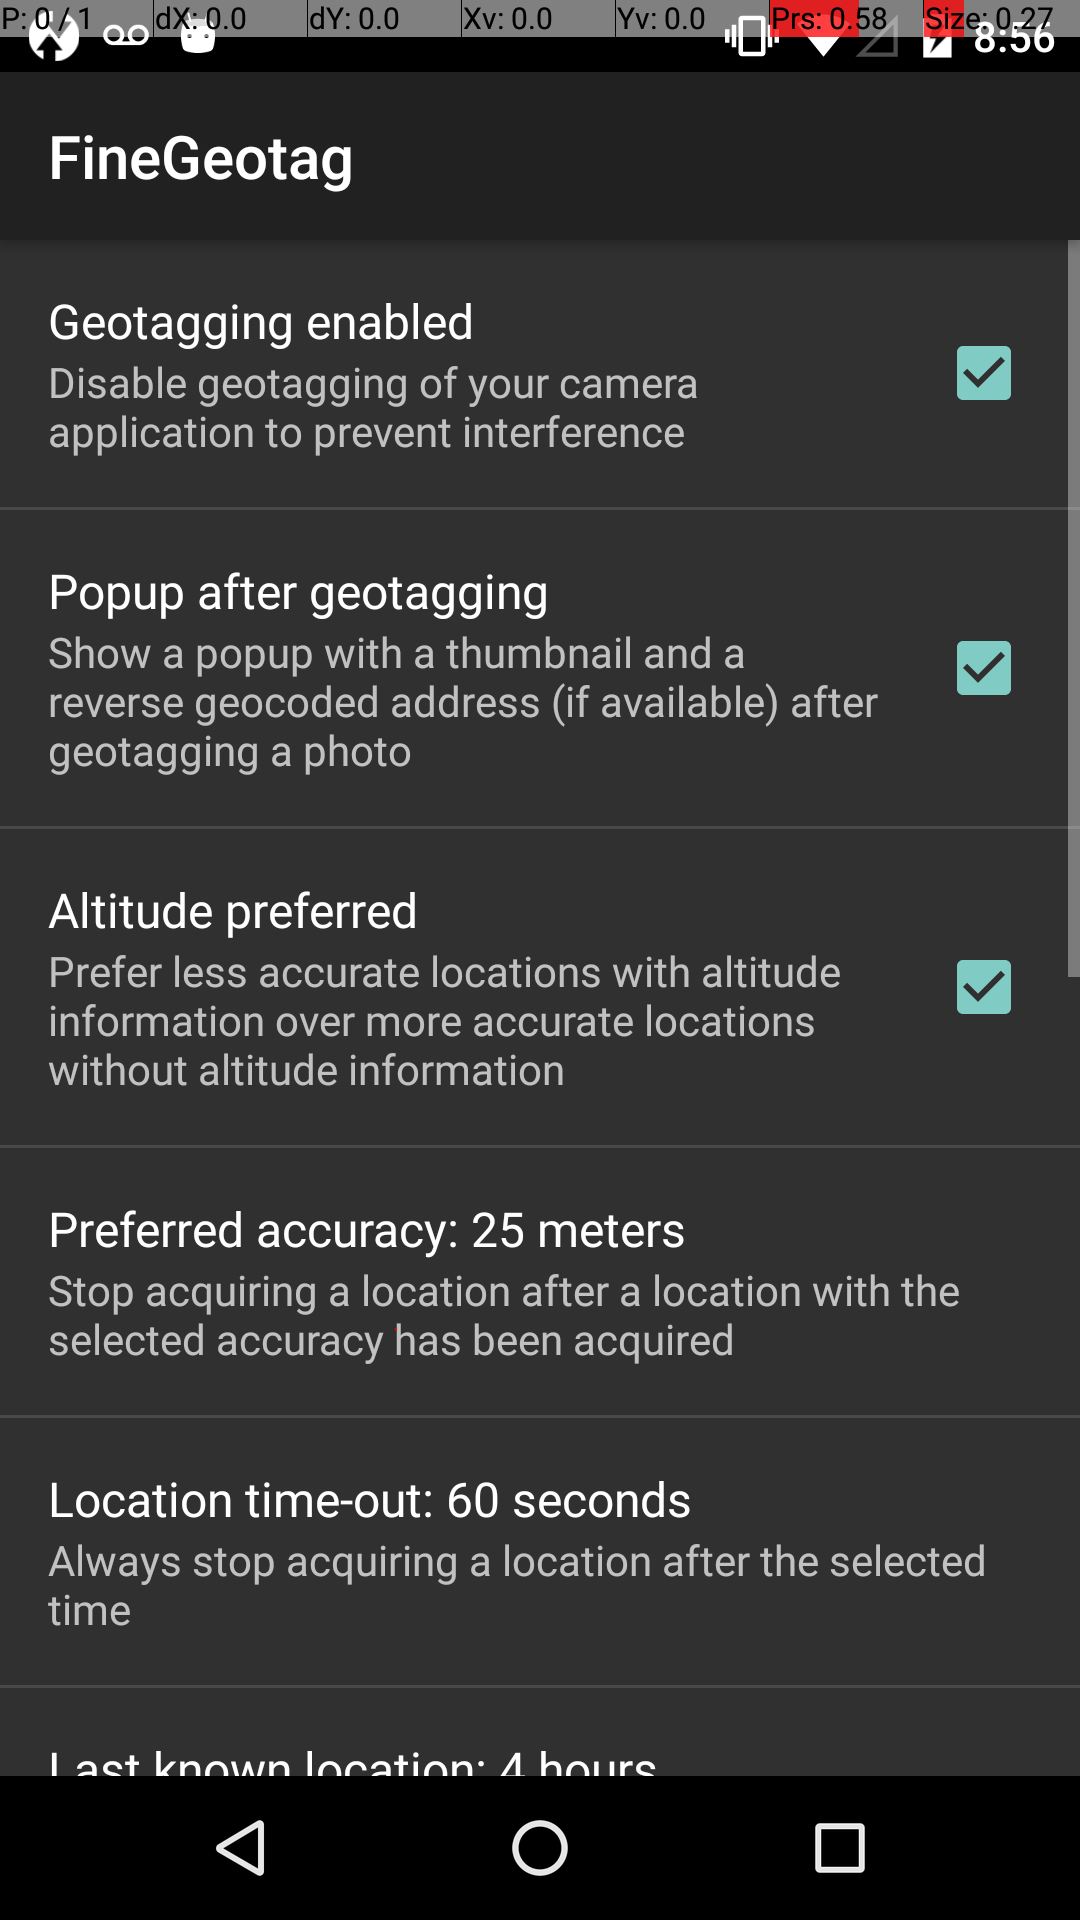 P: 0 / 1 dX: 0.0 dY: 0.0 Xv: 0.0 Yv: 0.0 Prs: 0.58 Size: 0.27
8:56
FineGeotag
Geotagging enabled
Disable geotagging of your camera
application to prevent interference
Popup after geotagging
Show a popup with a thumbnail and a
reverse geocoded address (if available) after
geotagging a photo
Altitude preferred
Prefer less accurate locations with altitude
information over more accurate locations
without altitude information
Preferred accuracy: 25 meters
Stop acquiring a location after a location with the
selected accuracy has been acquired
Location time-out: 60 seconds
Always stop acquiring a location after the selected
time
Last known location: 4 hours